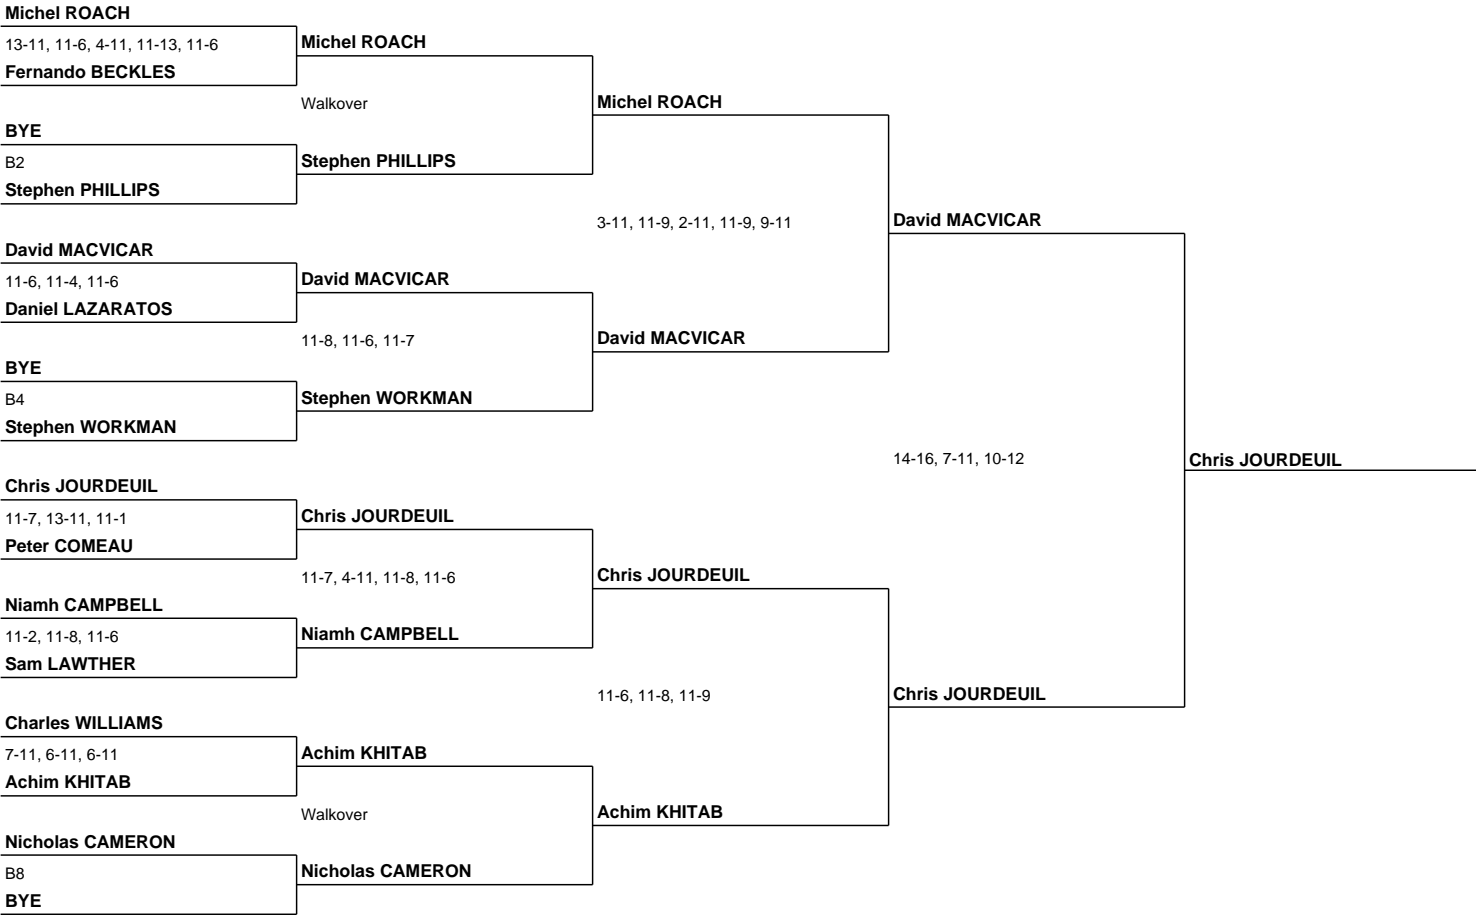 Michel ROACH
13-11, 11-6, 4-11, 11-13, 11-6
Fernando BECKLES
BYE
B2
Stephen PHILLIPS
David MACVICAR
11-6, 11-4, 11-6
Daniel LAZARATOS
BYE
B4
Stephen WORKMAN
Chris JOURDEUIL
11-7, 13-11, 11-1
Peter COMEAU
Niamh CAMPBELL
11-2, 11-8, 11-6
Sam LAWTHER
Charles WILLIAMS
7-11, 6-11, 6-11
Achim KHITAB
Nicholas CAMERON
B8
BYE
Michel ROACH
Walkover
Stephen PHILLIPS
David MACVICAR
11-8, 11-6, 11-7
Stephen WORKMAN
Chris JOURDEUIL
11-7, 4-11, 11-8, 11-6
Niamh CAMPBELL
Achim KHITAB
Walkover
Nicholas CAMERON
Michel ROACH
3-11, 11-9, 2-11, 11-9, 9-11
David MACVICAR
Chris JOURDEUIL
11-6, 11-8, 11-9
Achim KHITAB
David MACVICAR
14-16, 7-11, 10-12
Chris JOURDEUIL
Chris JOURDEUIL